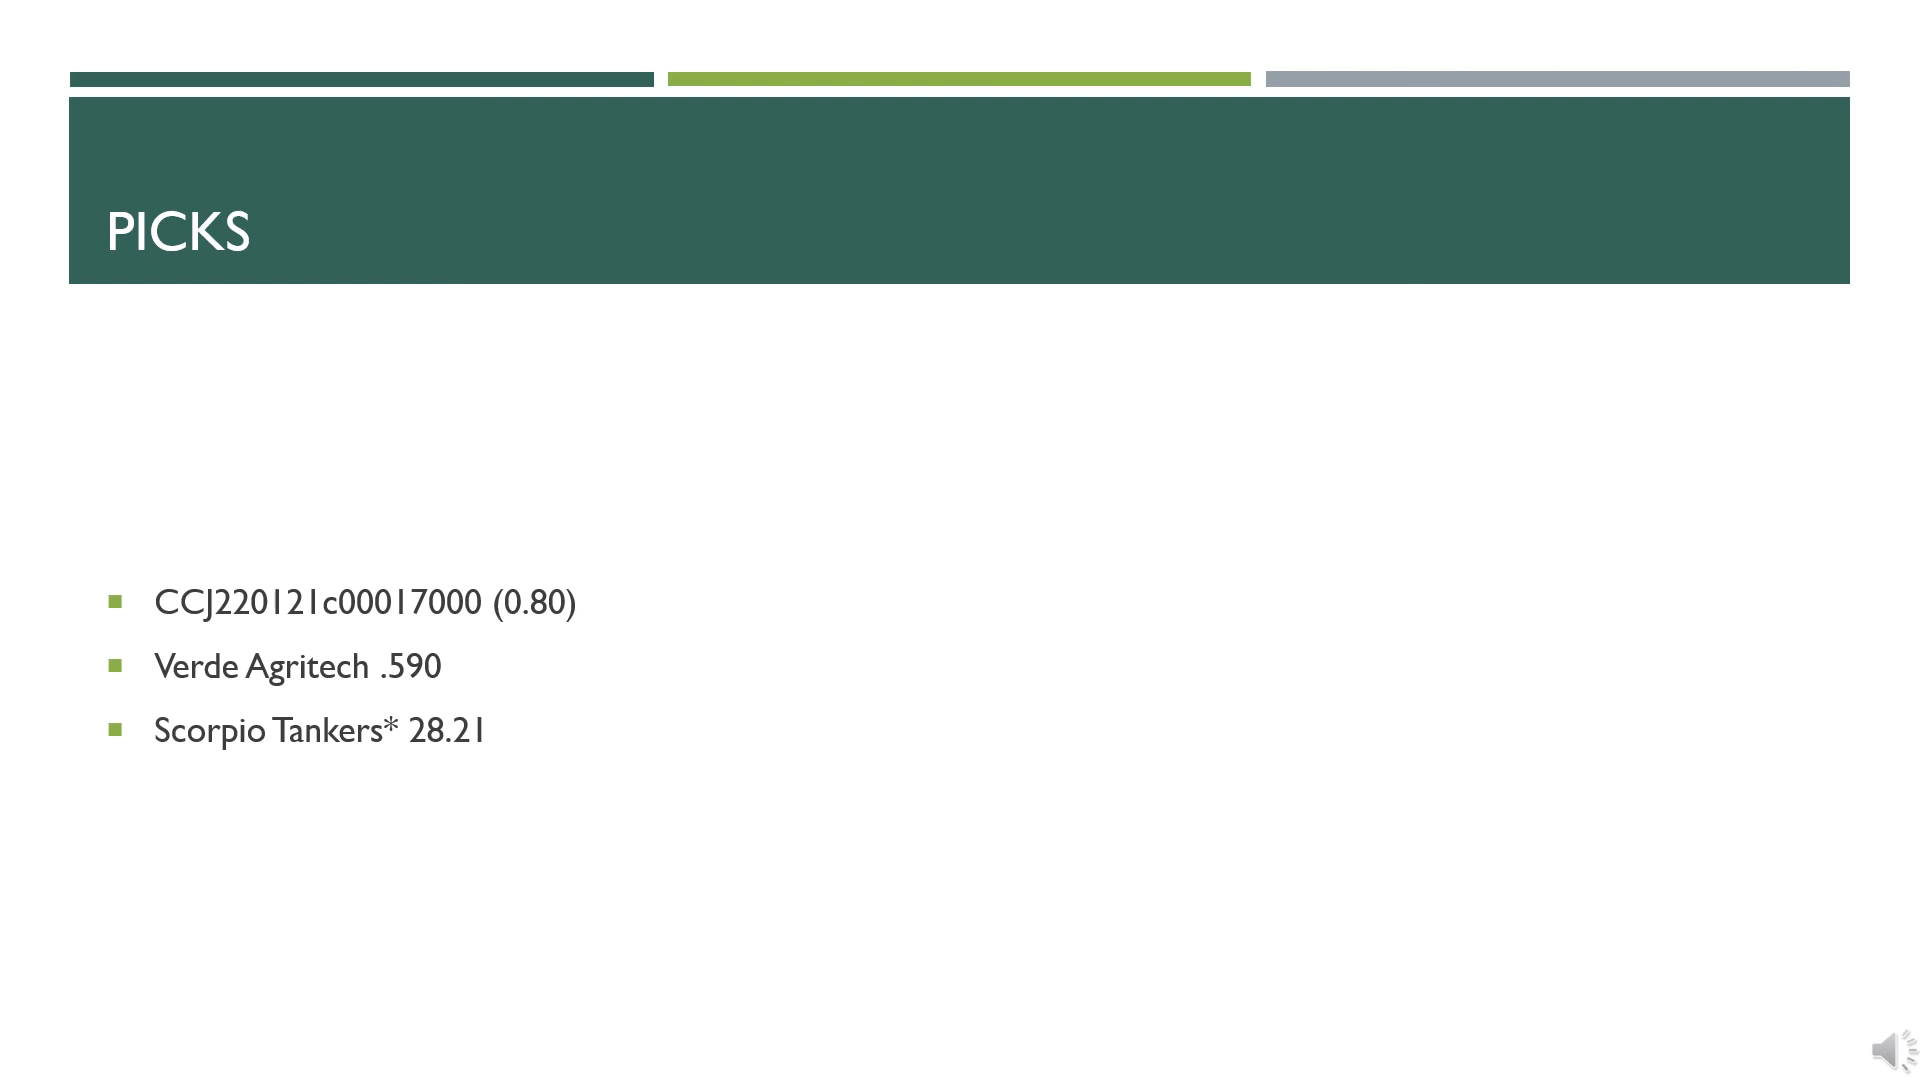 PICKS
CCJ220121c00017000 (0.80)
Verde Agritech .590
Scorpio Tankers* 28.21